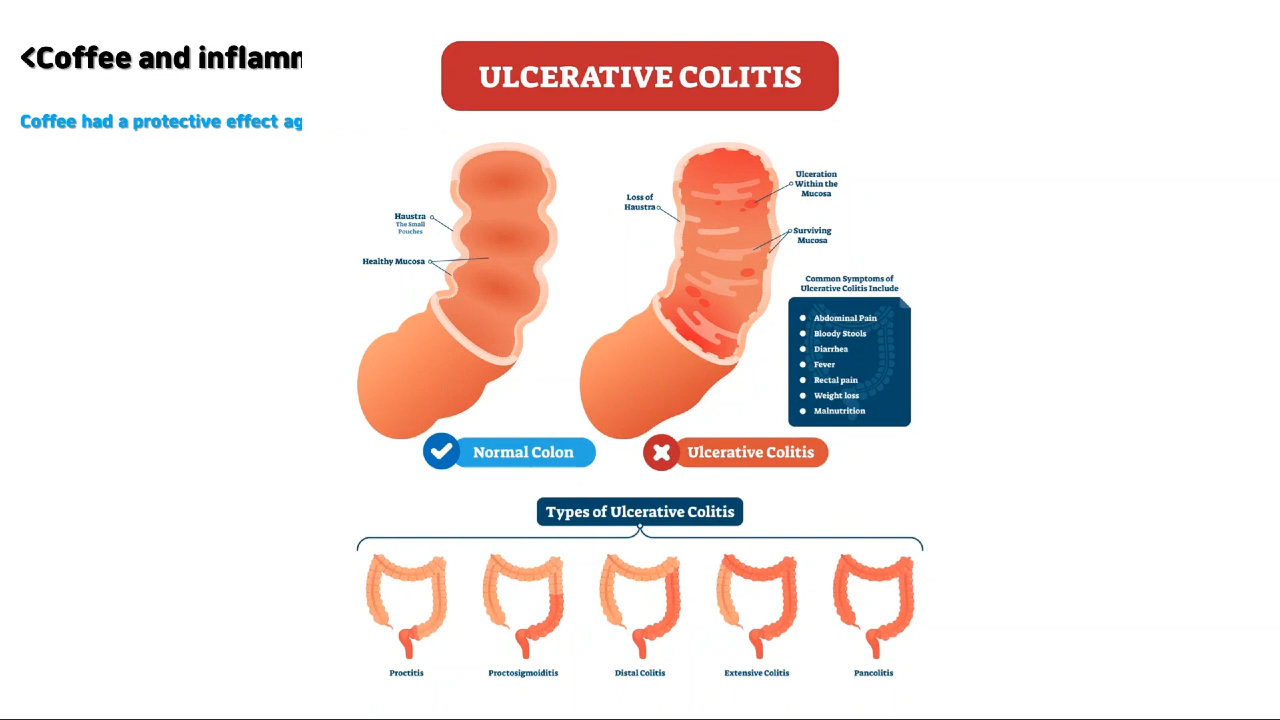 <Coffee and inflam
Coffee had a protective effect ag
ULCERATIVE COLITIS
Haustra
The Small
Pouches
Healthy Mucosa
Loss of
Haustra
Ulceration
Within the
Mucosa
Surviving
Mucosa
Common Symptoms of
Ulcerative Colitis Include
Abdominal Pain
Bloody Stools
Diarrhea
Fever
Rectal pain
Weight loss
Malnutrition
Normal Colon
Ulcerative Colitis
Types of Ulcerative Colitis
Proctitis
Proctosigmoiditis
Distal Colitis
Extensive Colitis
Pancolitis